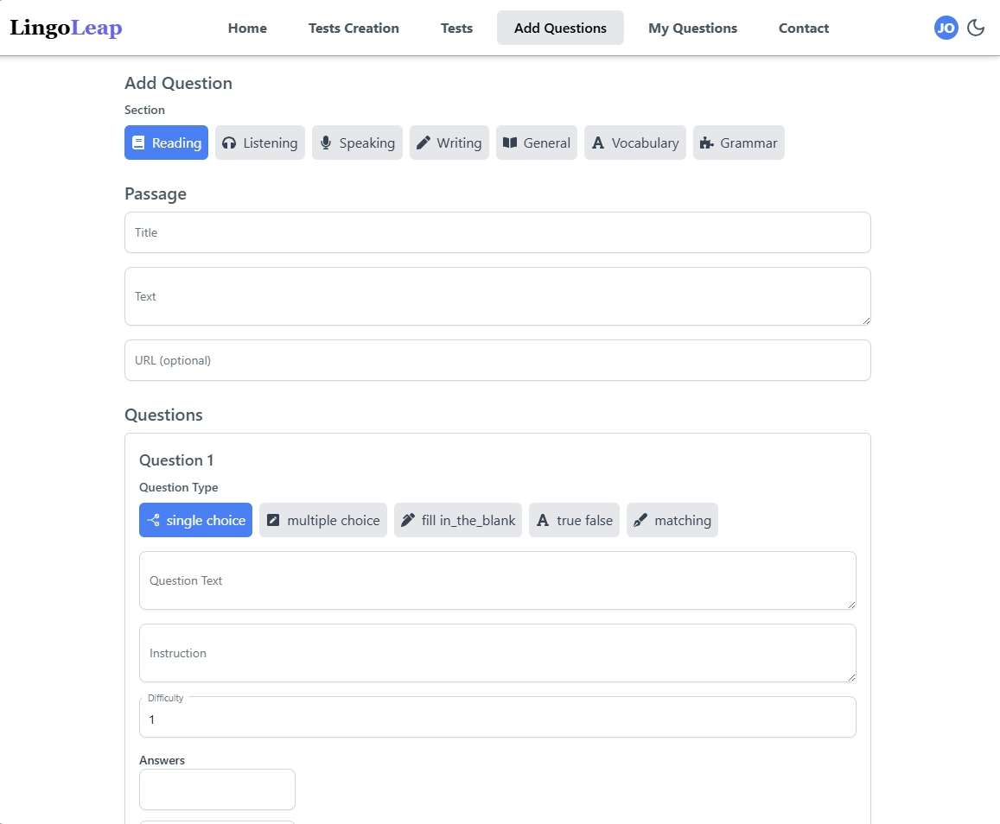 LingoLeap Home Tests Creation Tests Add Questions My Questions Contact JO
Add Question
Section
Reading Listening Speaking Writing General Vocabulary Grammar
Passage
Title
Text
URL (optional)
Questions
Question 1
Question Type
single choice multiple choice fill in_the_blank true false matching
Question Text
Instruction
Difficulty
1
Answers